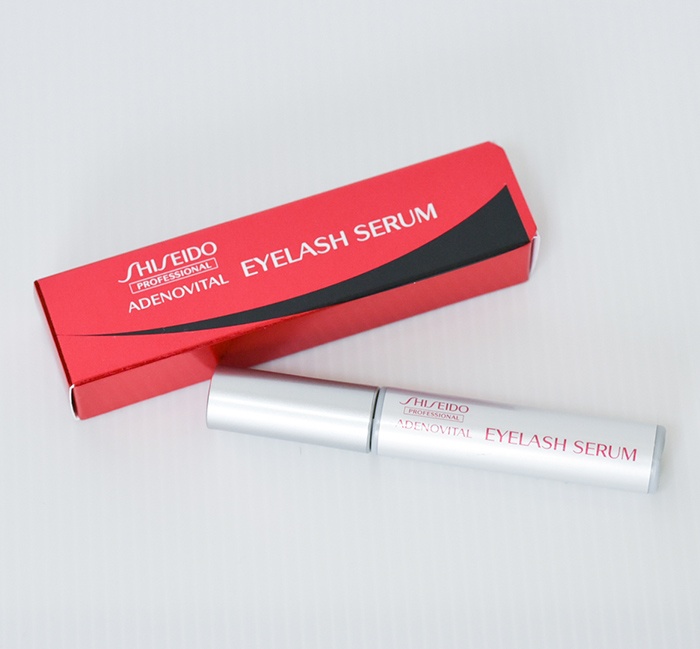 SHISEIDO
PROFESSIONAL
ADENOVITAL EYELASH SERUM
SHISEIDO
PROFESSIONAL
ADENOVITAL EYELASH SERUM